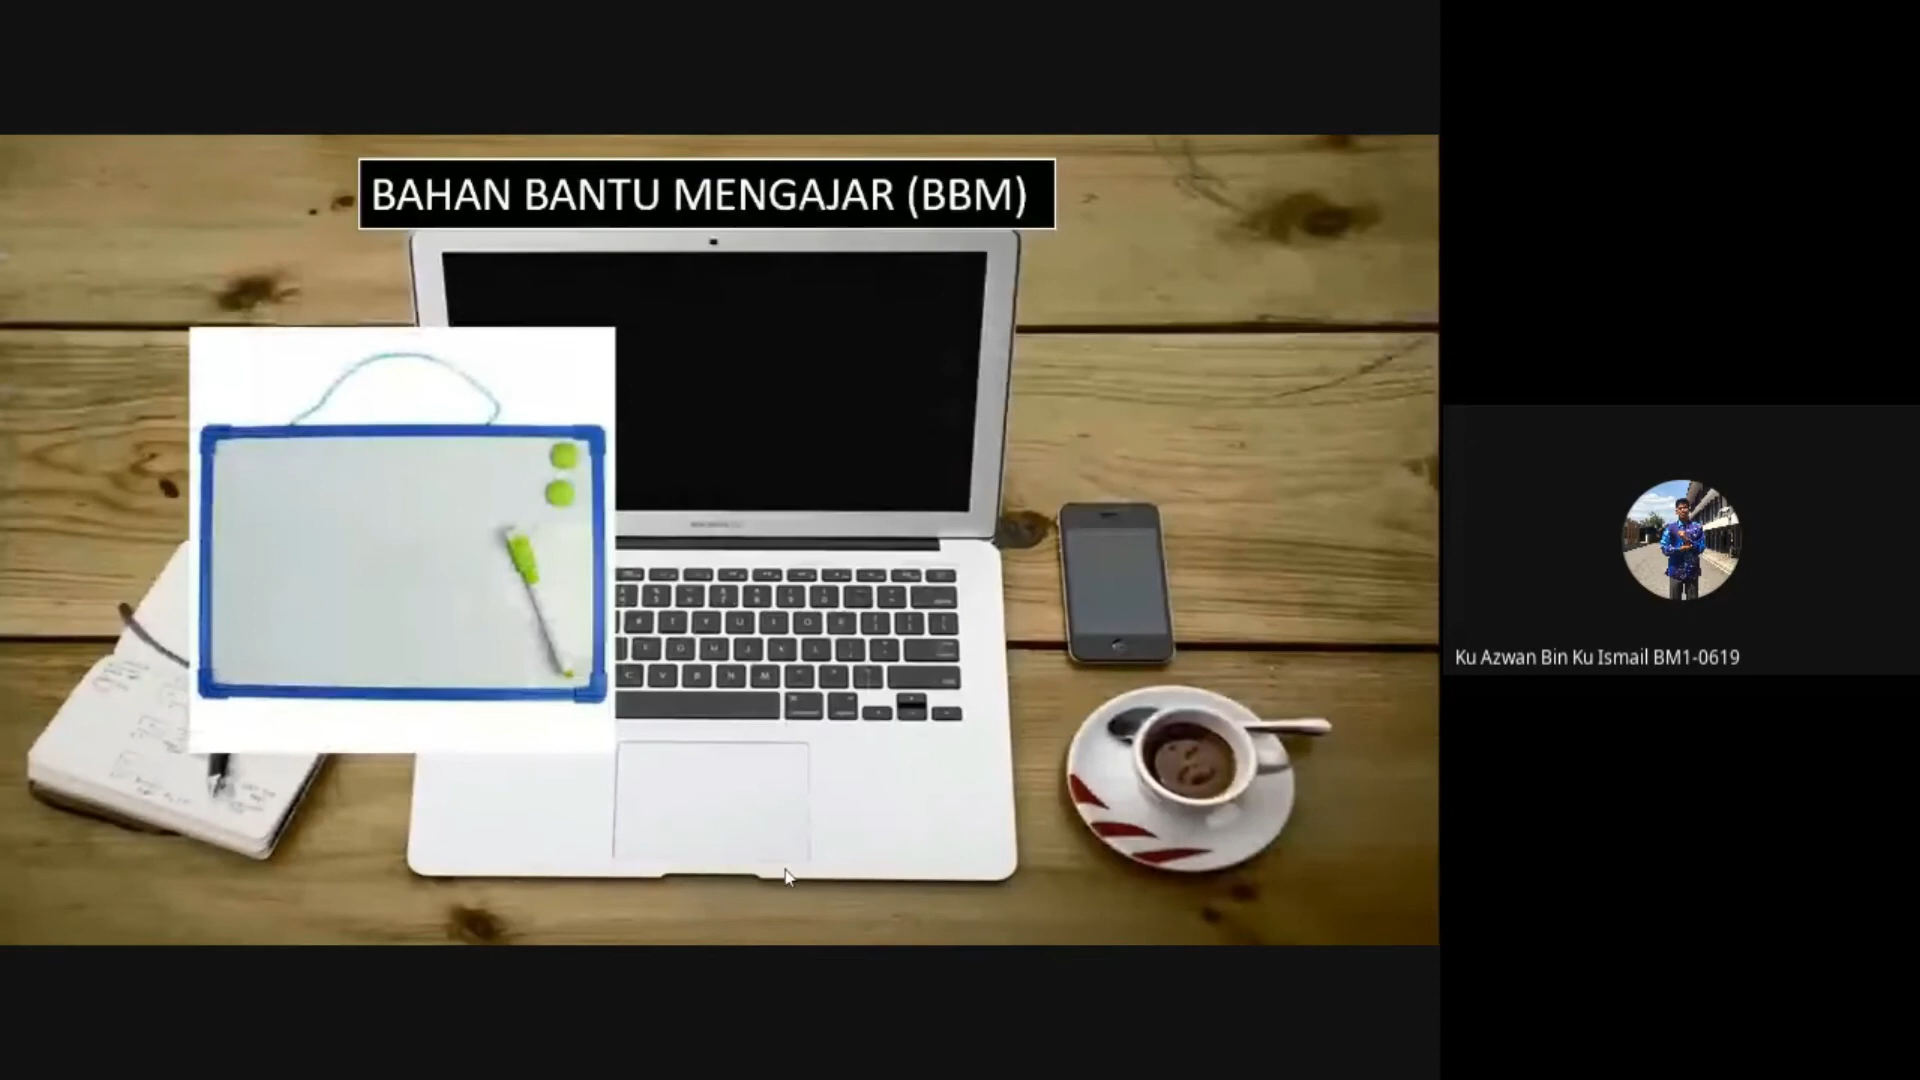 BAHAN BANTU MENGAJAR (BBM)
Ku Azwan Bin Ku Ismail BM1-0619